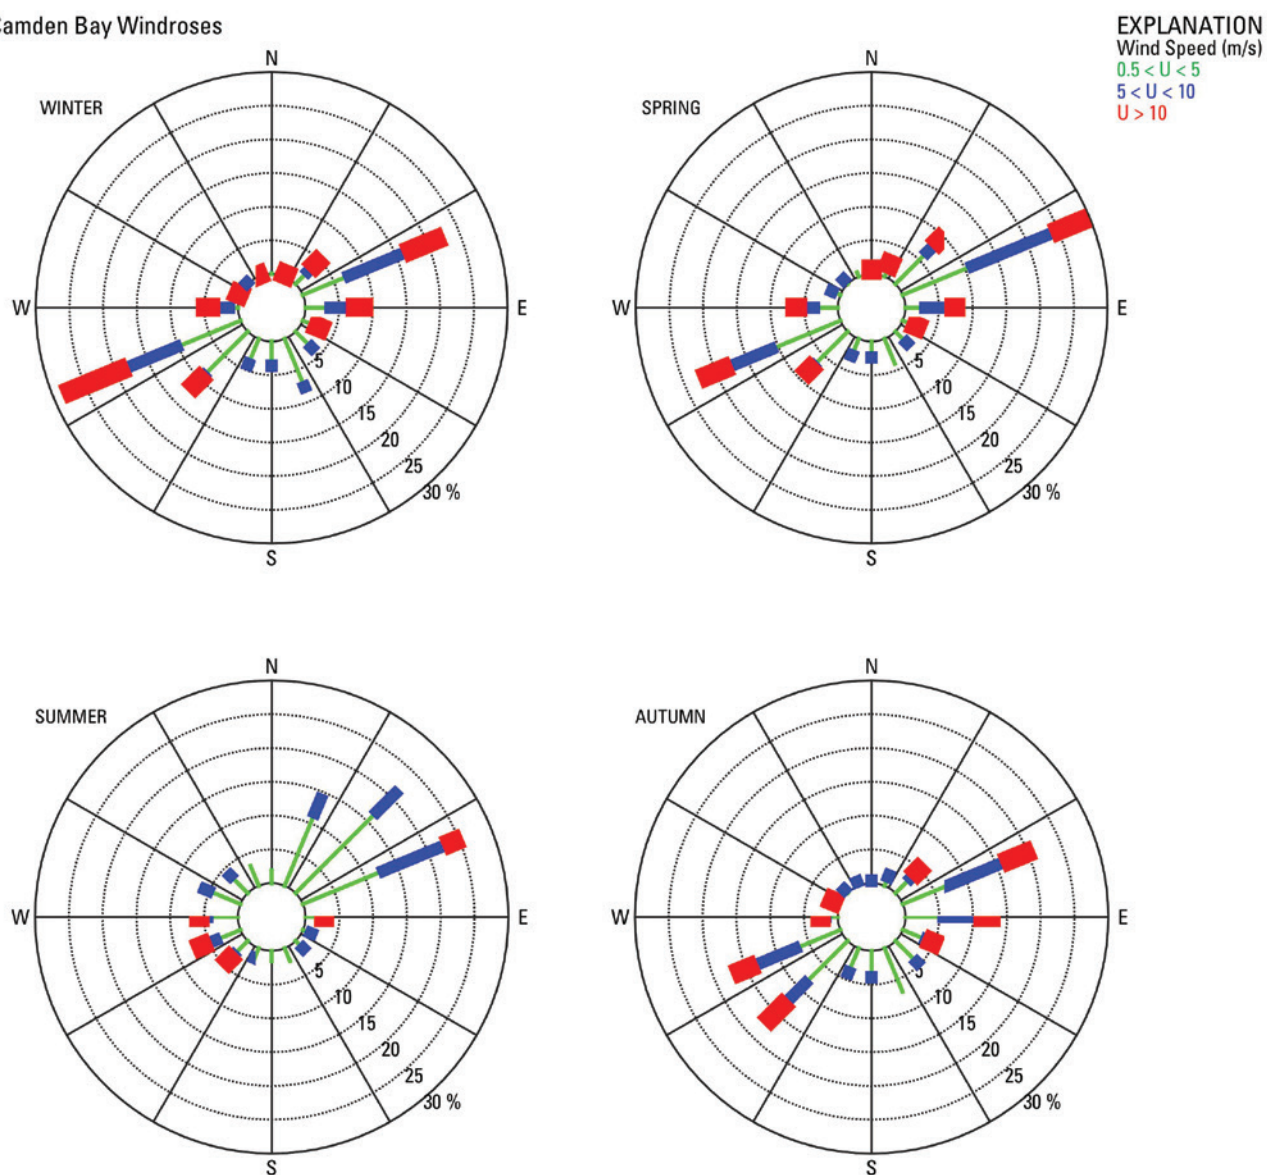 Camden Bay Windroses
EXPLANATION
Wind Speed (m/s)
0.5 < U < 5
5 < U < 10
U > 10
WINTER
N
W
E
S
5
10
15
20
25
30 %
SPRING
N
W
E
S
5
10
15
20
25
30 %
SUMMER
N
W
E
S
5
10
15
20
25
30 %
AUTUMN
N
W
E
S
5
10
15
20
25
30 %